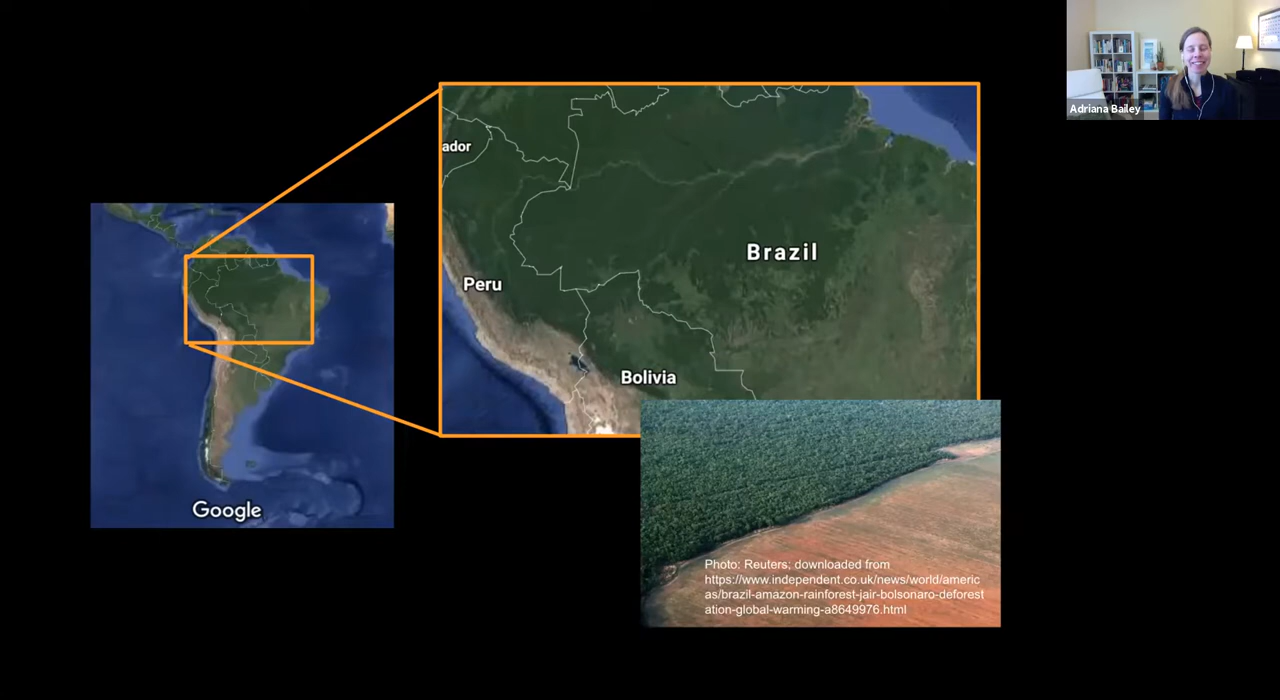 Adriana Bailey
ador
Brazil
Peru
Bolivia
Google
Photo: Reuters; downloaded from
https://www.independent.co.uk/news/world/americ
as/brazil-amazon-rainforest-jair-bolsonaro-deforest
ation-global-warming-a8649976.html